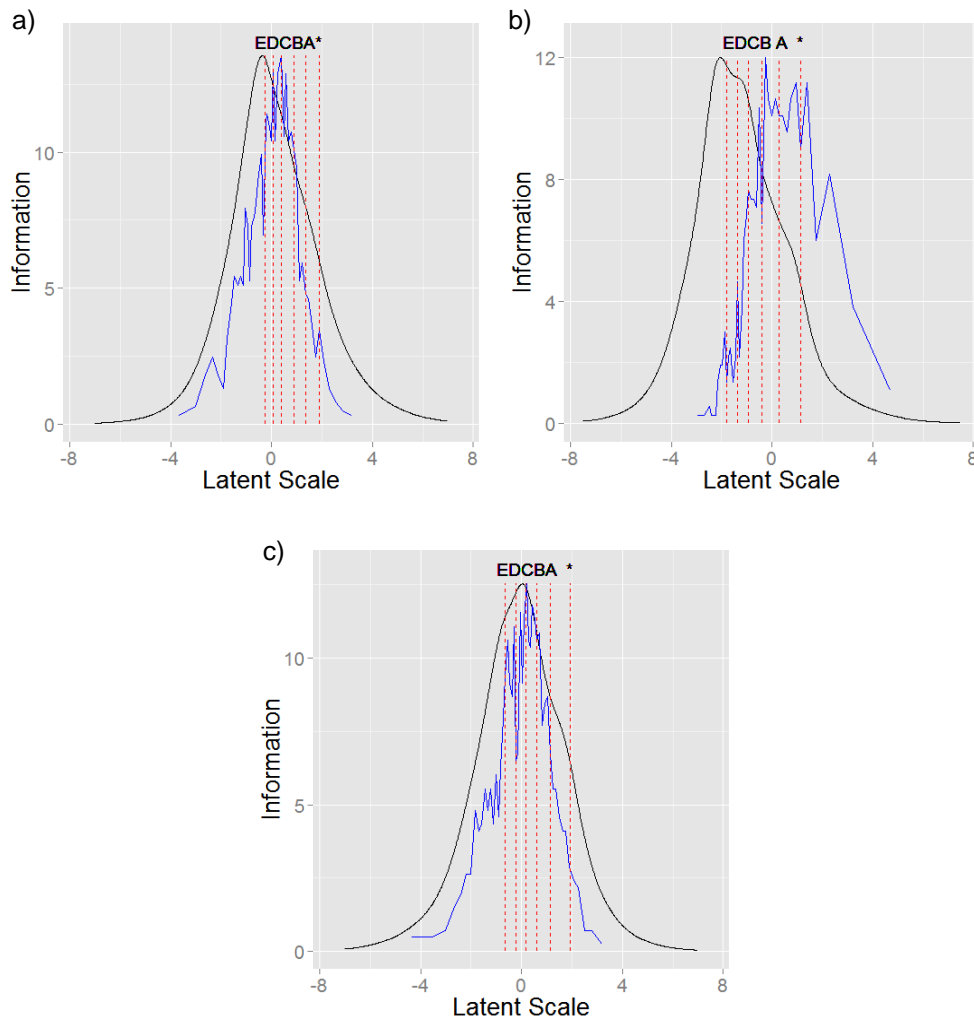 a)
EDCBA*
Information
10
5
0
-8
-4
0
4
8
Latent Scale
b)
EDCB A *
Information
12
8
4
0
-8
-4
0
4
8
Latent Scale
c)
EDCBA *
Information
10
5
0
-8
-4
0
4
8
Latent Scale